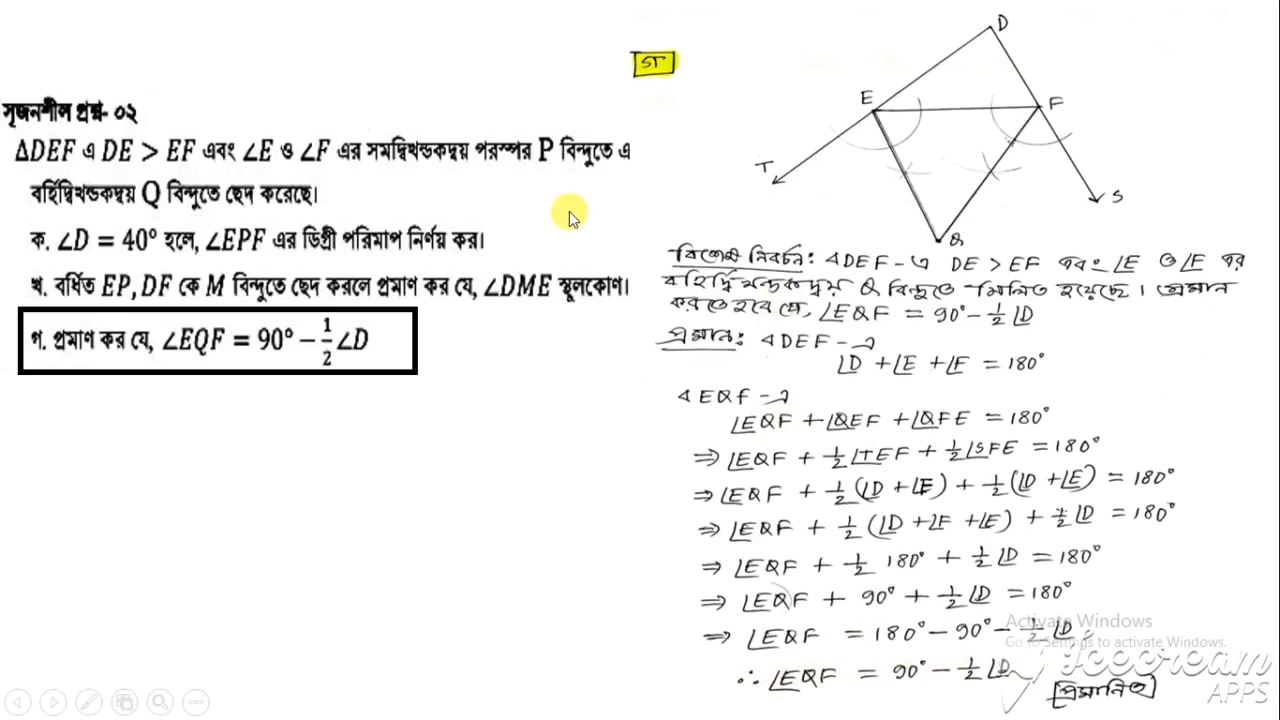 সৃজনশীল প্রশ্ন- ০২
ΔDEF এ DE > EF এবং ∠E ও ∠F এর সমদ্বিখন্ডকদ্বয় পরস্পর P বিন্দুতে এ
বর্হিদ্বিখন্ডকদ্বয় Q বিন্দুতে ছেদ করেছে।
ক. ∠D = 40° হলে, ∠EPF এর ডিগ্রী পরিমাপ নির্ণয় কর।
খ. বর্ধিত EP, DF কে M বিন্দুতে ছেদ করলে প্রমাণ কর যে, ∠DME স্থূলকোণ।
গ. প্রমাণ কর যে, ∠EQF = 90° − 1/2 ∠D
গ
D
E
F
T
S
Q
বিশেষ নির্বচন: ΔDEF-এ DE > EF এবং ∠E ও ∠F এর
বহির্দ্বিখন্ডকদ্বয় Q বিন্দুতে মিলিত হয়েছে। প্রমান
করতে হবে যে, ∠EQF = 90° − 1/2 ∠D
প্রমান: ΔDEF-এ
∠D + ∠E + ∠F = 180°
ΔEQF-এ
∠EQF + ∠QEF + ∠QFE = 180°
⇒ ∠EQF + 1/2 ∠TEF + 1/2 ∠SFE = 180°
⇒ ∠EQF + 1/2 (∠D + ∠F) + 1/2 (∠D + ∠E) = 180°
⇒ ∠EQF + 1/2 (∠D + ∠F + ∠E) + 1/2 ∠D = 180°
⇒ ∠EQF + 1/2 180° + 1/2 ∠D = 180°
⇒ ∠EQF + 90° + 1/2 ∠D = 180°
⇒ ∠EQF = 180° − 90° − 1/2 ∠D
∴ ∠EQF = 90° − 1/2 ∠D
[প্রমানিত]
Activate Windows
Go to Settings to activate Windows.
Icecream
APPS